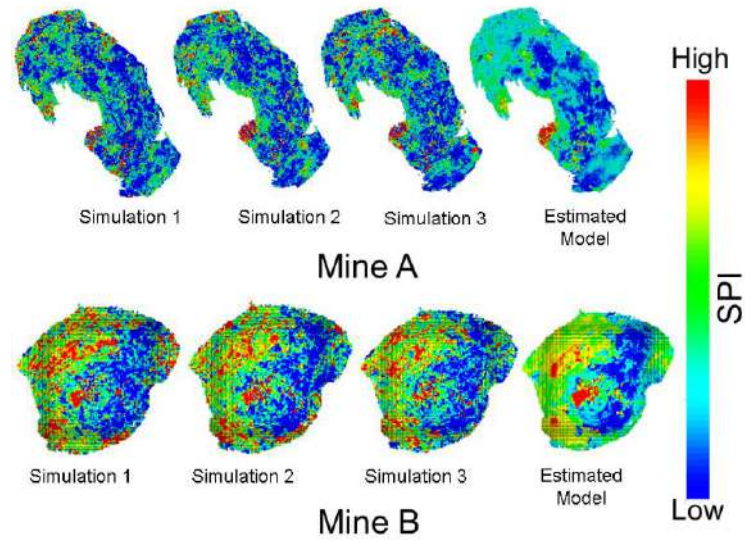 High
Simulation 1
Simulation 2
Simulation 3
Estimated
Model
Mine A
SPI
Simulation 1
Simulation 2
Simulation 3
Estimated
Model
Low
Mine B